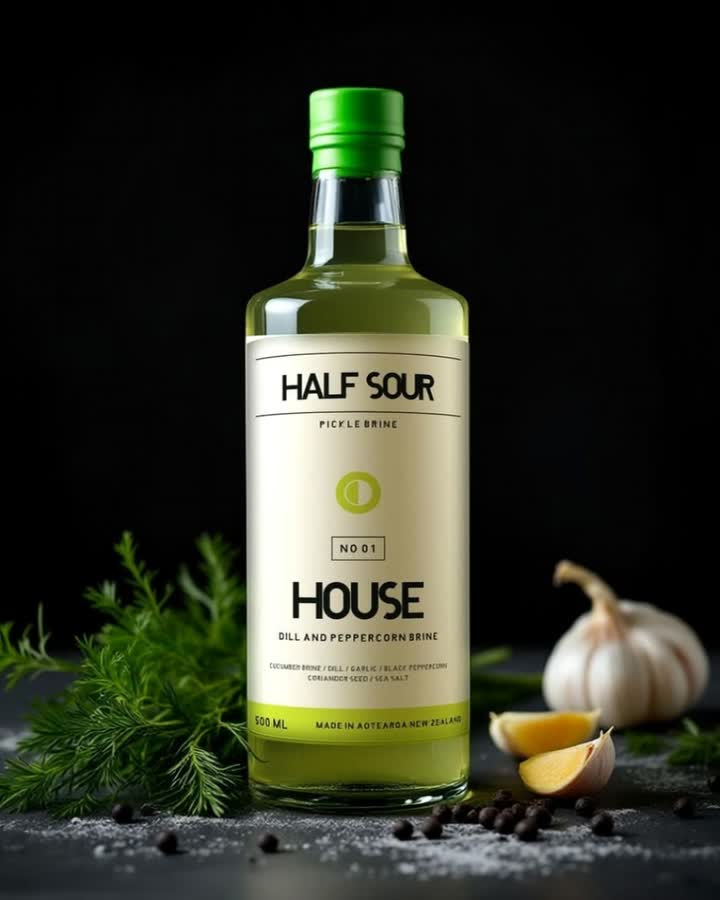 HALF SOUR
PICKLE BRINE
NO 01
HOUSE
DILL AND PEPPERCORN BRINE
CUCUMBER BRINE / DILL / GARLIC / BLACK PEPPERCORN
CORIANDOR SEED / SEA SALT
500 ML MADE IN AOTEAROA NEW ZEALAND